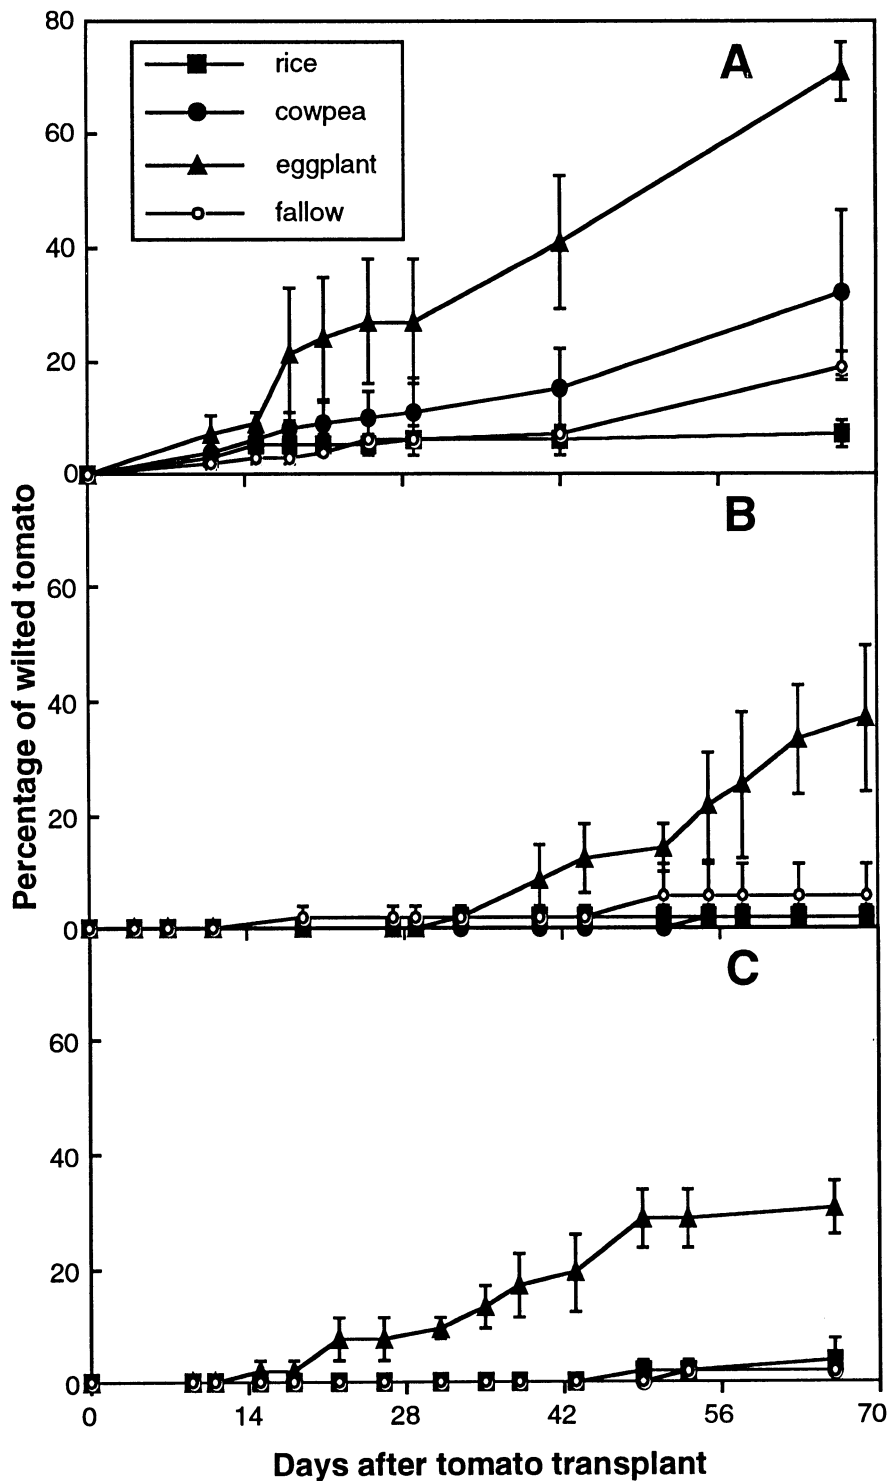 80
A
rice
cowpea
eggplant
fallow
60
40
20
0
B
60
40
20
0
C
60
40
20
0
0 14 28 42 56 70
Percentage of wilted tomato
Days after tomato transplant